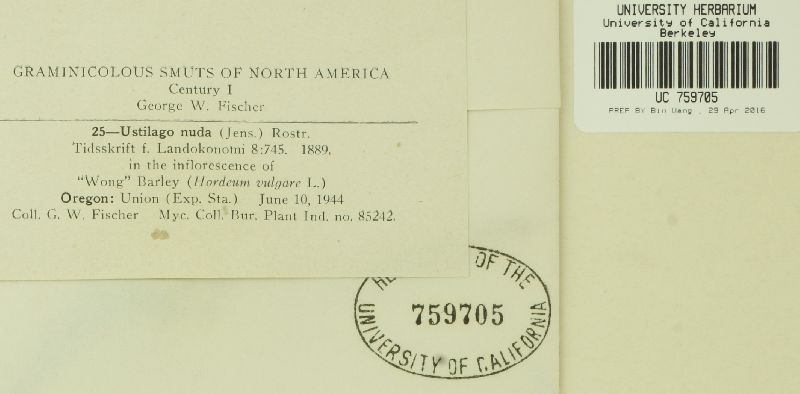 GRAMINICOLOUS SMUTS OF NORTH AMERICA
Century I
George W. Fischer
25—Ustilago nuda (Jens.) Rostr.
Tidsskrift f. Landokonomi 8:745. 1889.
in the inflorescence of
"Wong" Barley (Hordeum vulgare L.)
Oregon: Union (Exp. Sta.) June 10, 1944
Coll. G. W. Fischer Myc. Coll. Bur. Plant Ind. no. 85242.
UNIVERSITY HERBARIUM
University of California
Berkeley
UC 759705
PREP BY Bin Wang , 29 Apr 2016
OF THE
759705
UNIVERSITY OF CALIFORNIA